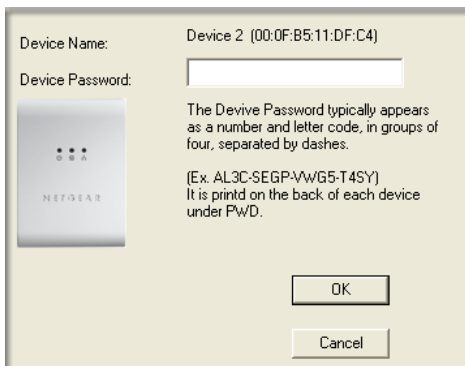 Device Name:
Device 2 (00:0F:B5:11:DF:C4)
Device Password:
The Devive Password typically appears
as a number and letter code, in groups of
four, separated by dashes.
(Ex. AL3C-SEGP-VWG5-T4SY)
It is printd on the back of each device
under PWD.
NETGEAR
OK
Cancel